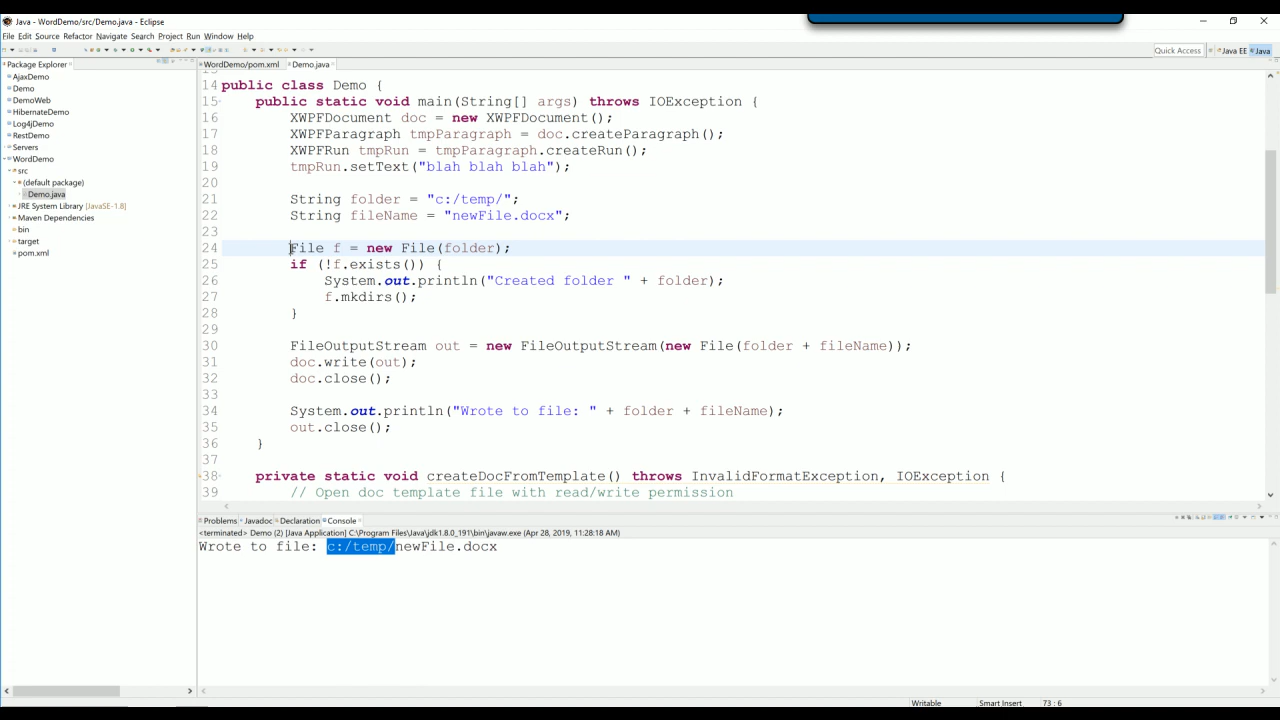 Java - WordDemo/src/Demo.java - Eclipse
File Edit Source Refactor Navigate Search Project Run Window Help
Quick Access Java EE Java
Package Explorer
AjaxDemo
Demo
DemoWeb
HibernateDemo
Log4jDemo
RestDemo
Servers
WordDemo
src
(default package)
Demo.java
JRE System Library [JavaSE-1.8]
Maven Dependencies
bin
target
pom.xml
WordDemo/pom.xml Demo.java
14 public class Demo {
15 public static void main(String[] args) throws IOException {
16 XWPFDocument doc = new XWPFDocument();
17 XWPFParagraph tmpParagraph = doc.createParagraph();
18 XWPFRun tmpRun = tmpParagraph.createRun();
19 tmpRun.setText("blah blah blah");
20
21 String folder = "c:/temp/";
22 String fileName = "newFile.docx";
23
24 File f = new File(folder);
25 if (!f.exists()) {
26 System.out.println("Created folder " + folder);
27 f.mkdirs();
28 }
29
30 FileOutputStream out = new FileOutputStream(new File(folder + fileName));
31 doc.write(out);
32 doc.close();
33
34 System.out.println("Wrote to file: " + folder + fileName);
35 out.close();
36 }
37
38 private static void createDocFromTemplate() throws InvalidFormatException, IOException {
39 // Open doc template file with read/write permission
Problems Javadoc Declaration Console
<terminated> Demo (2) [Java Application] C:\Program Files\Java\jdk1.8.0_191\bin\javaw.exe (Apr 28, 2019, 11:28:18 AM)
Wrote to file: c:/temp/newFile.docx
Writable Smart Insert 73 : 6